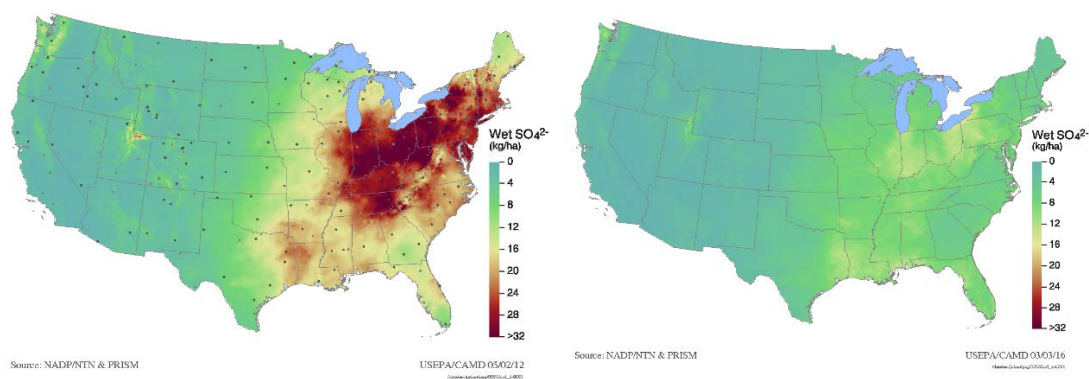 Wet SO₄²⁻
(kg/ha)
0
4
8
12
16
20
24
28
>32
Source: NADP/NTN & PRISM
USEPA/CAMD 05/02/12
Wet SO₄²⁻
(kg/ha)
0
4
8
12
16
20
24
28
>32
Source: NADP/NTN & PRISM
USEPA/CAMD 03/03/16